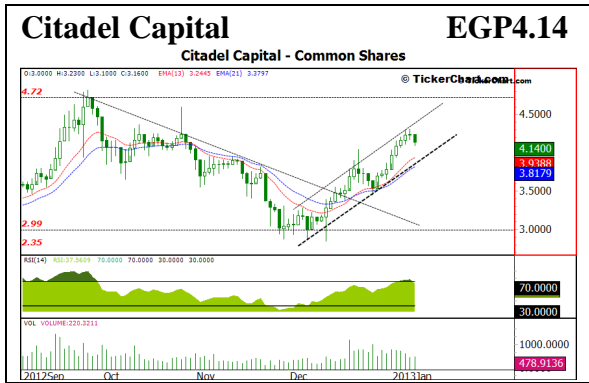 Citadel Capital EGP4.14
Citadel Capital - Common Shares
O:3.0000 H:3.2300 L:3.1000 C:3.1600 EMA(13) 3.2445 EMA(21) 3.3797
© TickerChart.com
4.72
4.5000
4.1400
3.9388
3.8179
3.5000
2.99
3.0000
2.35
RSI(14) RSI:37.5609 70.0000 70.0000 30.0000 30.0000
70.0000
30.0000
VOL VOLUME:220.3211
1000.0000
478.9136
2012Sep Oct Nov Dec 2013Jan